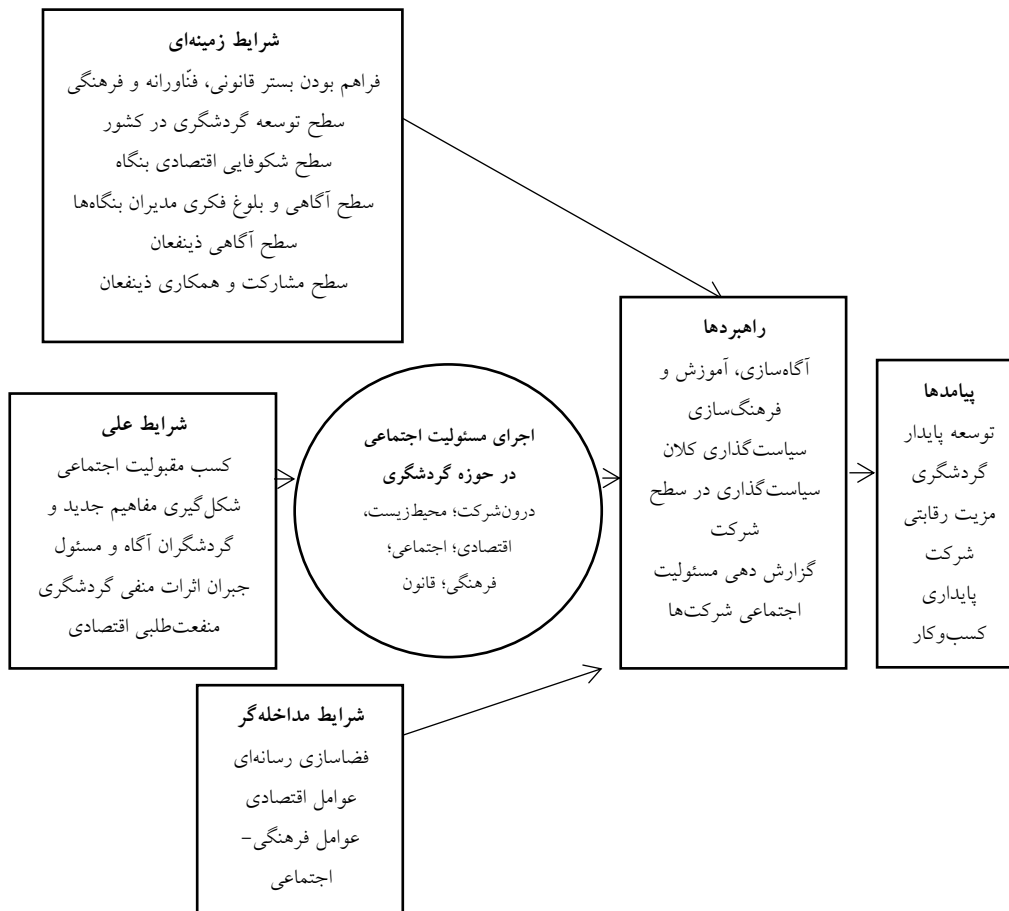 شرایط زمینه‌ای
فراهم بودن بستر قانونی، فنّاورانه و فرهنگی
سطح توسعه گردشگری در کشور
سطح شکوفایی اقتصادی بنگاه
سطح آگاهی و بلوغ فکری مدیران بنگاه‌ها
سطح آگاهی ذینفعان
سطح مشارکت و همکاری ذینفعان
شرایط علی
کسب مقبولیت اجتماعی
شکل‌گیری مفاهیم جدید و
گردشگران آگاه و مسئول
جبران اثرات منفی گردشگری
منفعت‌طلبی اقتصادی
اجرای مسئولیت اجتماعی
در حوزه گردشگری
درون‌شرکت؛ محیط‌زیست،
اقتصادی؛ اجتماعی؛
فرهنگی؛ قانون
شرایط مداخله‌گر
فضاسازی رسانه‌ای
عوامل اقتصادی
عوامل فرهنگی-
اجتماعی
راهبردها
آگاه‌سازی، آموزش و
فرهنگ‌سازی
سیاست‌گذاری کلان
سیاست‌گذاری در سطح
شرکت
گزارش دهی مسئولیت
اجتماعی شرکت‌ها
پیامدها
توسعه پایدار
گردشگری
مزیت رقابتی
شرکت
پایداری
کسب‌وکار